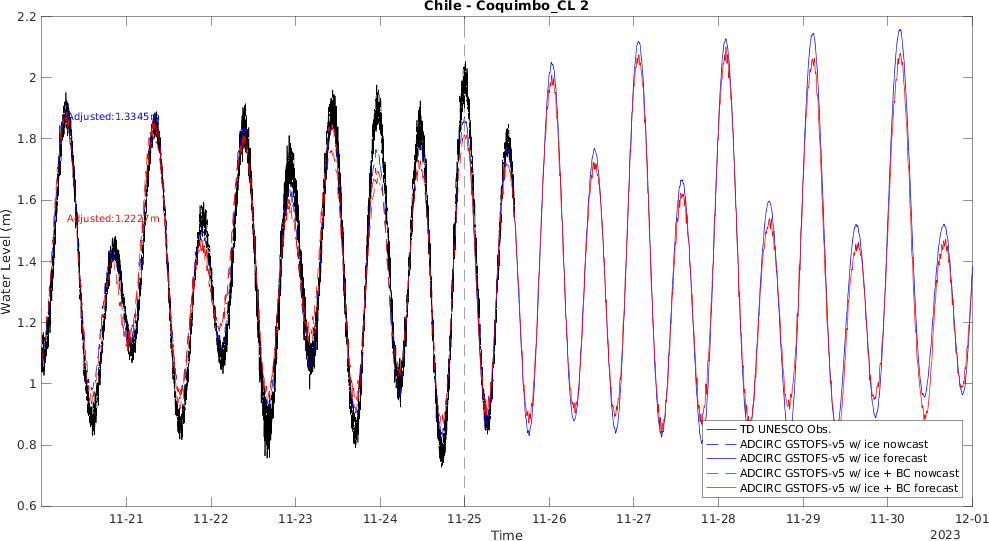 Chile - Coquimbo_CL 2
2.2
2
1.8
1.6
1.4
1.2
1
0.8
0.6
Water Level (m)
Adjusted:1.3345m
Adjusted:1.2227m
TD UNESCO Obs.
ADCIRC GSTOFS-v5 w/ ice nowcast
ADCIRC GSTOFS-v5 w/ ice forecast
ADCIRC GSTOFS-v5 w/ ice + BC nowcast
ADCIRC GSTOFS-v5 w/ ice + BC forecast
11-21 11-22 11-23 11-24 11-25 11-26 11-27 11-28 11-29 11-30 12-01
Time
2023